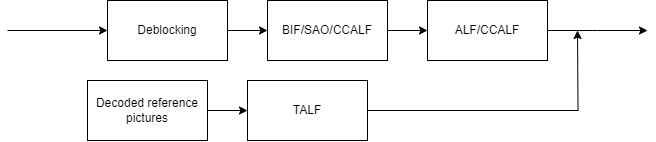 Deblocking
BIF/SAO/CCALF
ALF/CCALF
Decoded reference
pictures
TALF